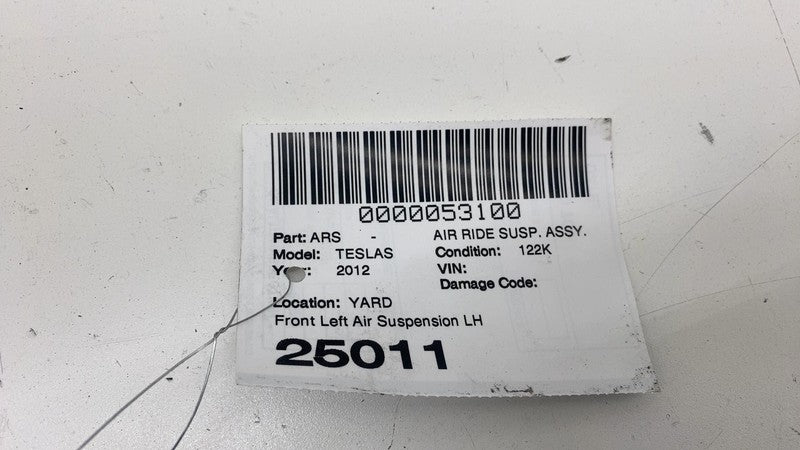 0000053100
Part: ARS - AIR RIDE SUSP. ASSY.
Model: TESLAS Condition: 122K
2012 VIN:
Damage Code:
Location: YARD
Front Left Air Suspension LH
25011